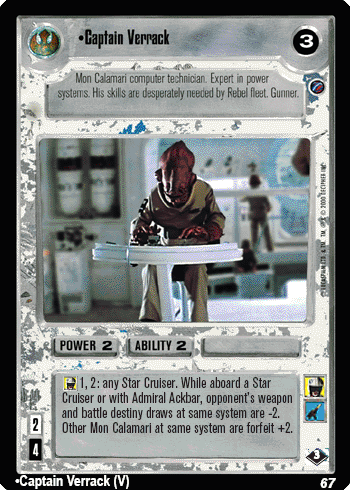 •Captain Verrack
3
Mon Calamari computer technician. Expert in power
systems. His skills are desperately needed by Rebel fleet. Gunner.
POWER 2
ABILITY 2
1, 2: any Star Cruiser. While aboard a Star
Cruiser or with Admiral Ackbar, opponent's weapon
and battle destiny draws at same system are -2.
Other Mon Calamari at same system are forfeit +2.
2
4
3
•Captain Verrack (V)
67